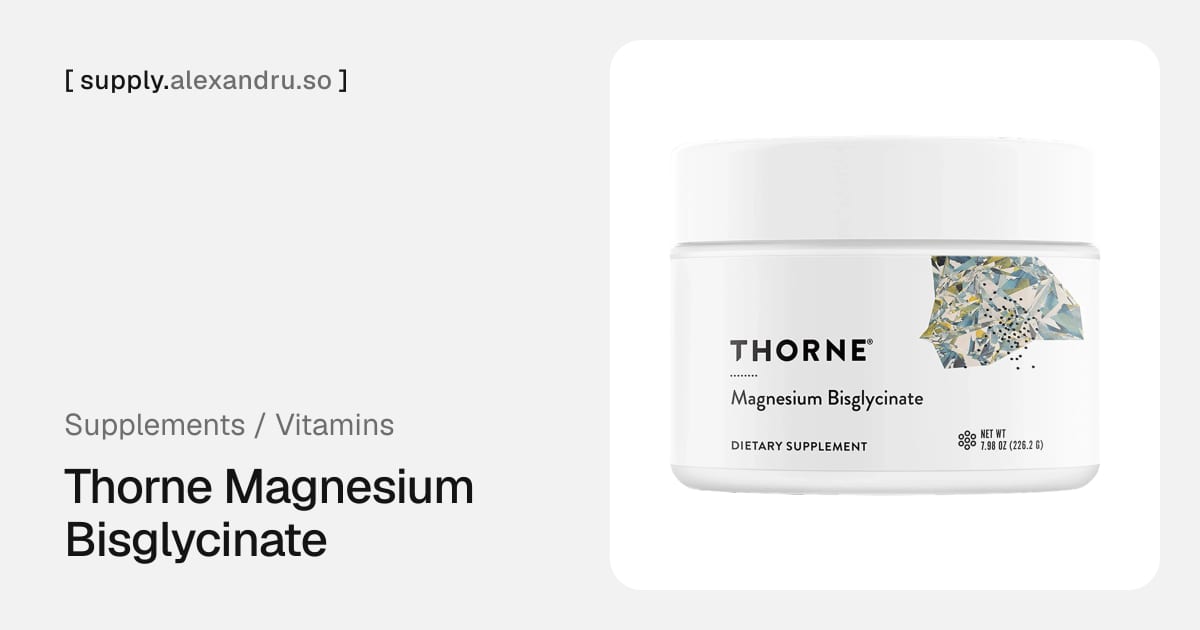 [ supply.alexandru.so ]
Supplements / Vitamins
Thorne Magnesium
Bisglycinate
THORNE®
Magnesium Bisglycinate
DIETARY SUPPLEMENT
NET WT
7.98 OZ (226.2 G)